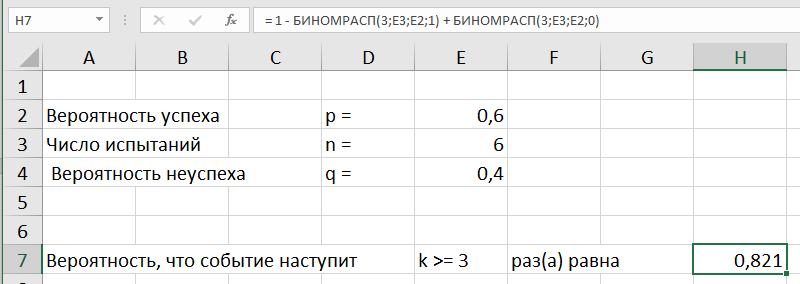 H7 fx = 1 - БИНОМРАСП(3;E3;E2;1) + БИНОМРАСП(3;E3;E2;0)
A B C D E F G H
1
2 Вероятность успеха p = 0,6
3 Число испытаний n = 6
4 Вероятность неуспеха q = 0,4
5
6
7 Вероятность, что событие наступит k >= 3 раз(а) равна 0,821